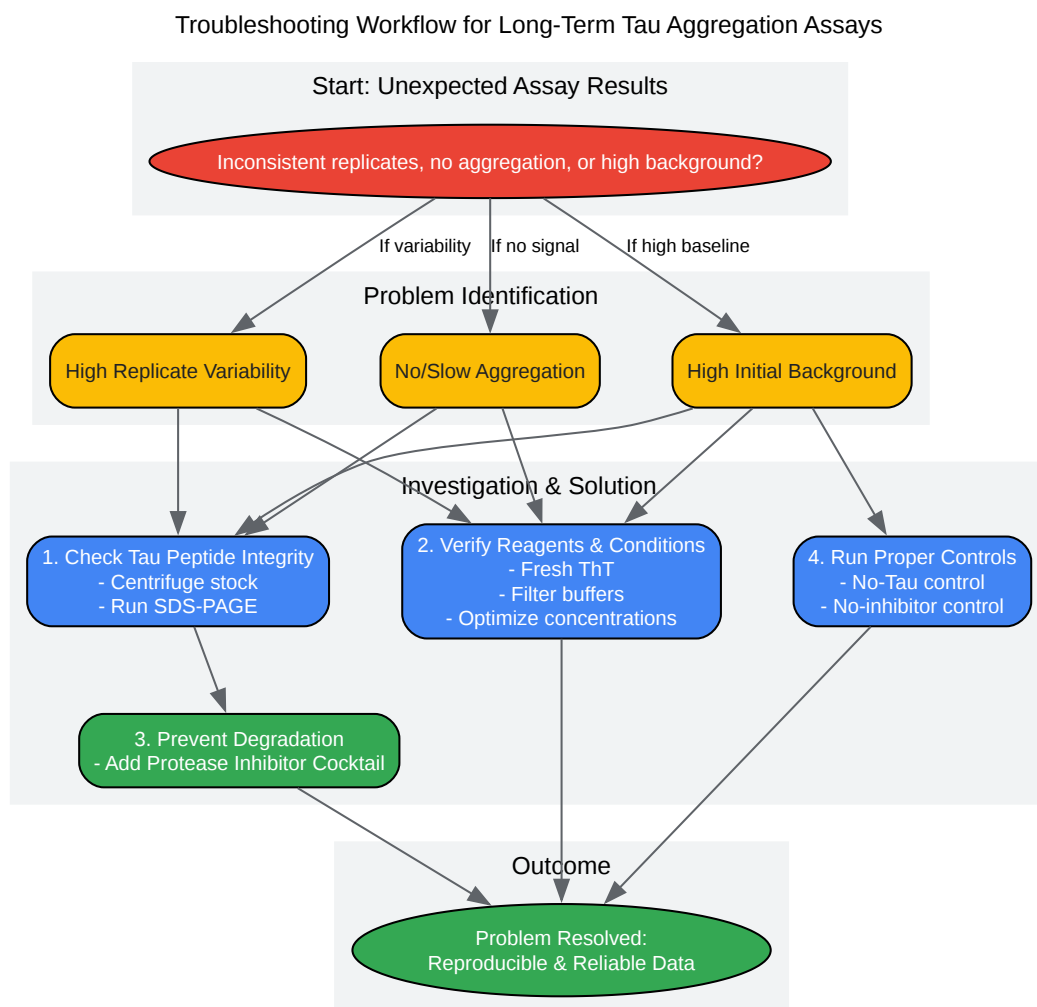 Troubleshooting Workflow for Long-Term Tau Aggregation Assays
Start: Unexpected Assay Results
Inconsistent replicates, no aggregation, or high background?
If variability
If no signal
If high baseline
Problem Identification
High Replicate Variability
No/Slow Aggregation
High Initial Background
Investigation & Solution
1. Check Tau Peptide Integrity
- Centrifuge stock
- Run SDS-PAGE
2. Verify Reagents & Conditions
- Fresh ThT
- Filter buffers
- Optimize concentrations
4. Run Proper Controls
- No-Tau control
- No-inhibitor control
3. Prevent Degradation
- Add Protease Inhibitor Cocktail
Outcome
Problem Resolved:
Reproducible & Reliable Data